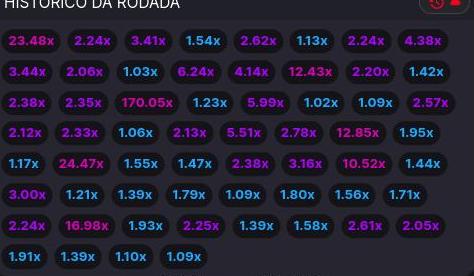 HISTÓRICO DA RODADA
23.48x 2.24x 3.41x 1.54x 2.62x 1.13x 2.24x 4.38x
3.44x 2.06x 1.03x 6.24x 4.14x 12.43x 2.20x 1.42x
2.38x 2.35x 170.05x 1.23x 5.99x 1.02x 1.09x 2.57x
2.12x 2.33x 1.06x 2.13x 5.51x 2.78x 12.85x 1.95x
1.17x 24.47x 1.55x 1.47x 2.38x 3.16x 10.52x 1.44x
3.00x 1.21x 1.39x 1.79x 1.09x 1.80x 1.56x 1.71x
2.24x 16.98x 1.93x 2.25x 1.39x 1.58x 2.61x 2.05x
1.91x 1.39x 1.10x 1.09x